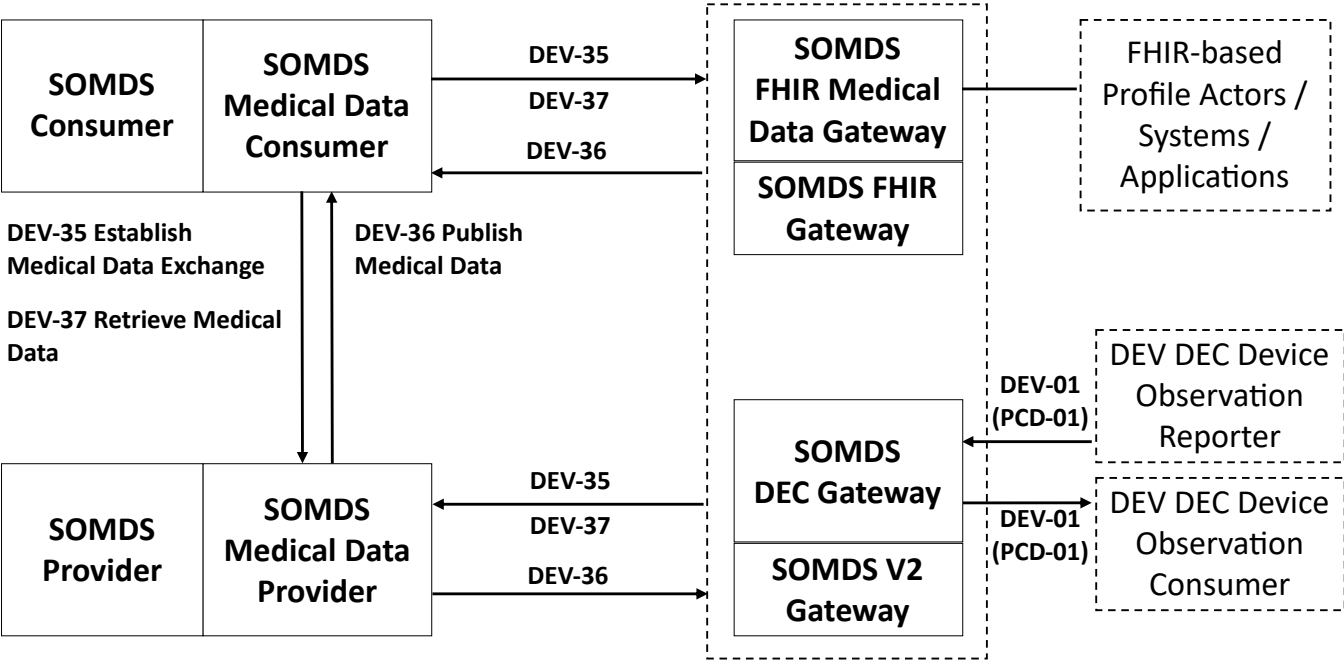 SOMDS
Consumer
SOMDS
Medical Data
Consumer
DEV-35
DEV-37
DEV-36
SOMDS
FHIR Medical
Data Gateway
SOMDS FHIR
Gateway
FHIR-based
Profile Actors /
Systems /
Applications
DEV-35 Establish
Medical Data Exchange
DEV-37 Retrieve Medical
Data
DEV-36 Publish
Medical Data
SOMDS
Provider
SOMDS
Medical Data
Provider
DEV-35
DEV-37
DEV-36
SOMDS
DEC Gateway
SOMDS V2
Gateway
DEV-01
(PCD-01)
DEV DEC Device
Observation
Reporter
DEV-01
(PCD-01)
DEV DEC Device
Observation
Consumer